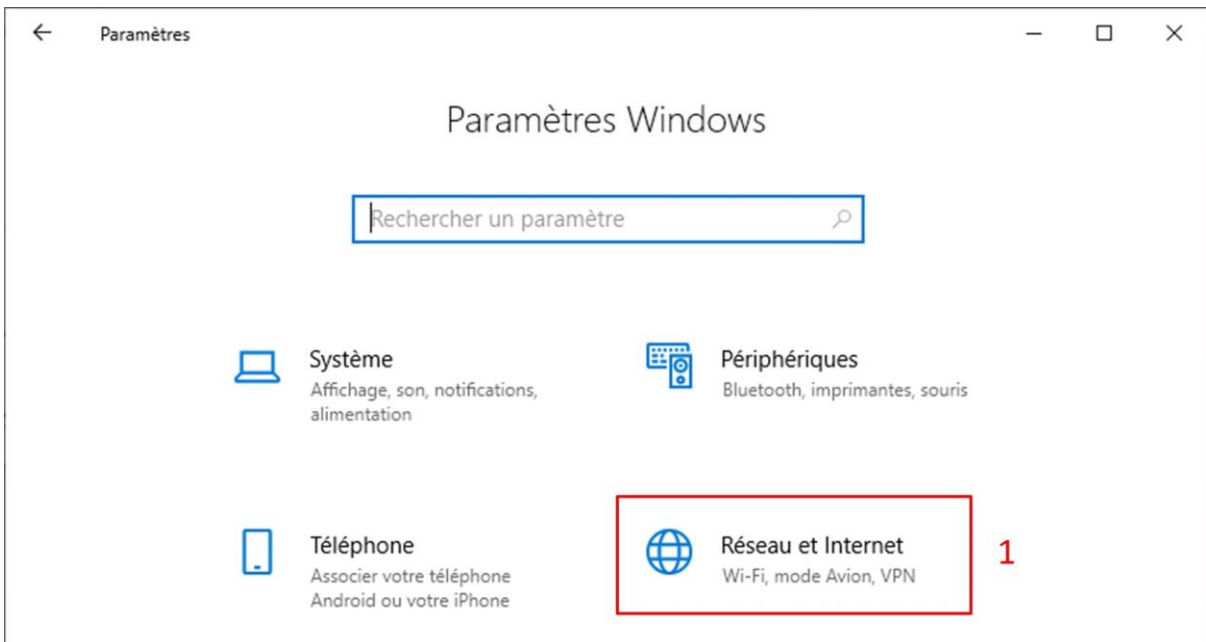 Paramètres
Paramètres Windows
Rechercher un paramètre
Système
Affichage, son, notifications,
alimentation
Périphériques
Bluetooth, imprimantes, souris
Téléphone
Associer votre téléphone
Android ou votre iPhone
Réseau et Internet
Wi-Fi, mode Avion, VPN
1